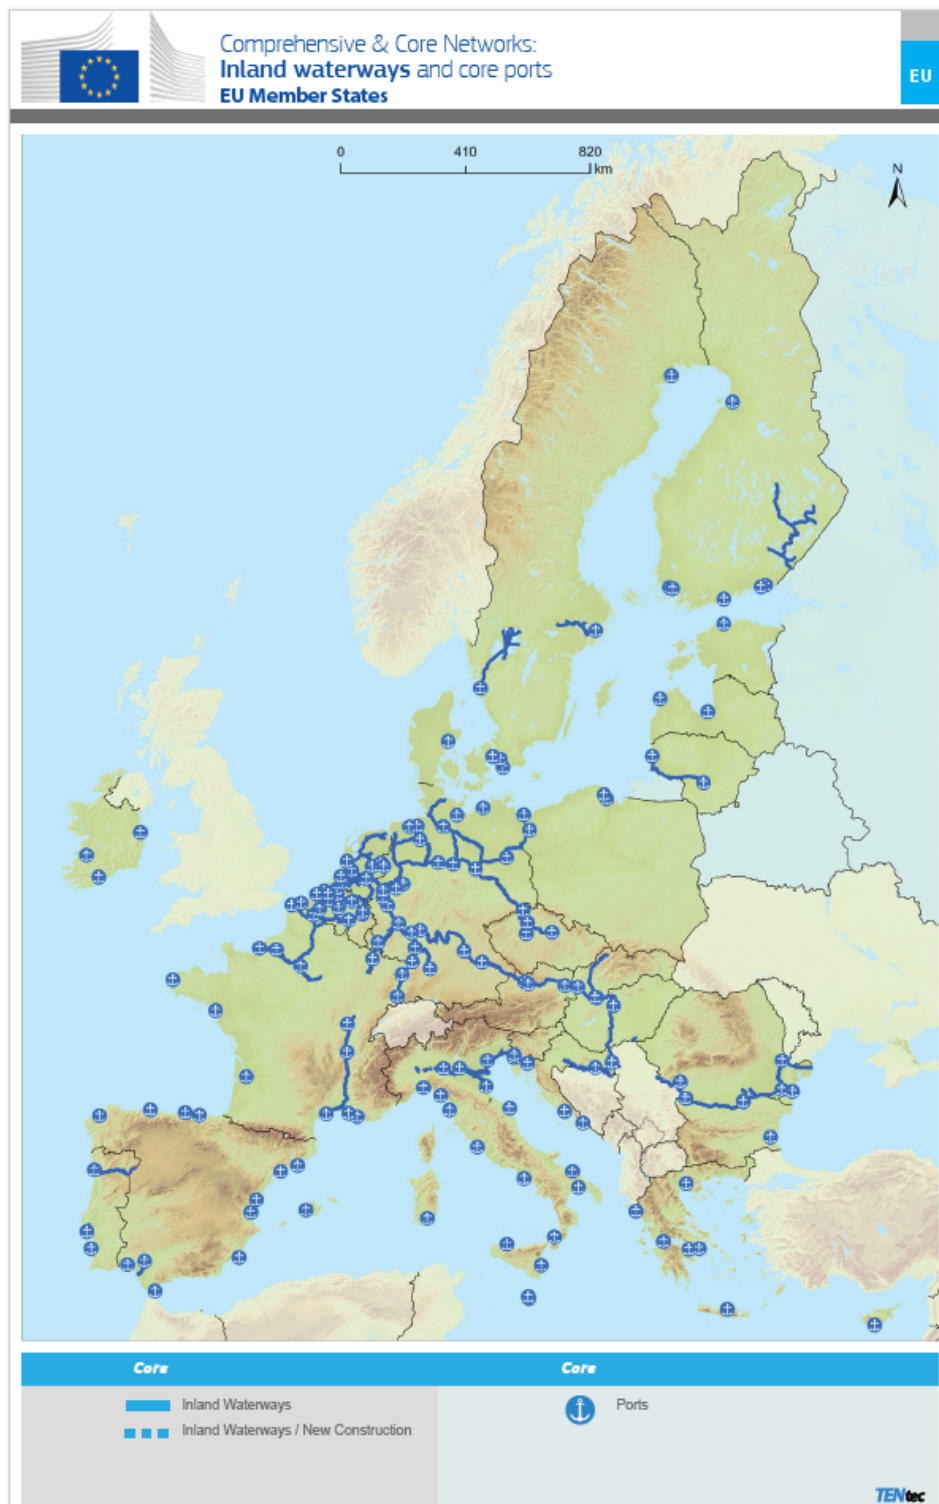 Comprehensive & Core Networks:
Inland waterways and core ports
EU Member States
EU
0 410 820
km
N
Core
Core
Inland Waterways
Ports
Inland Waterways / New Construction
TENtec